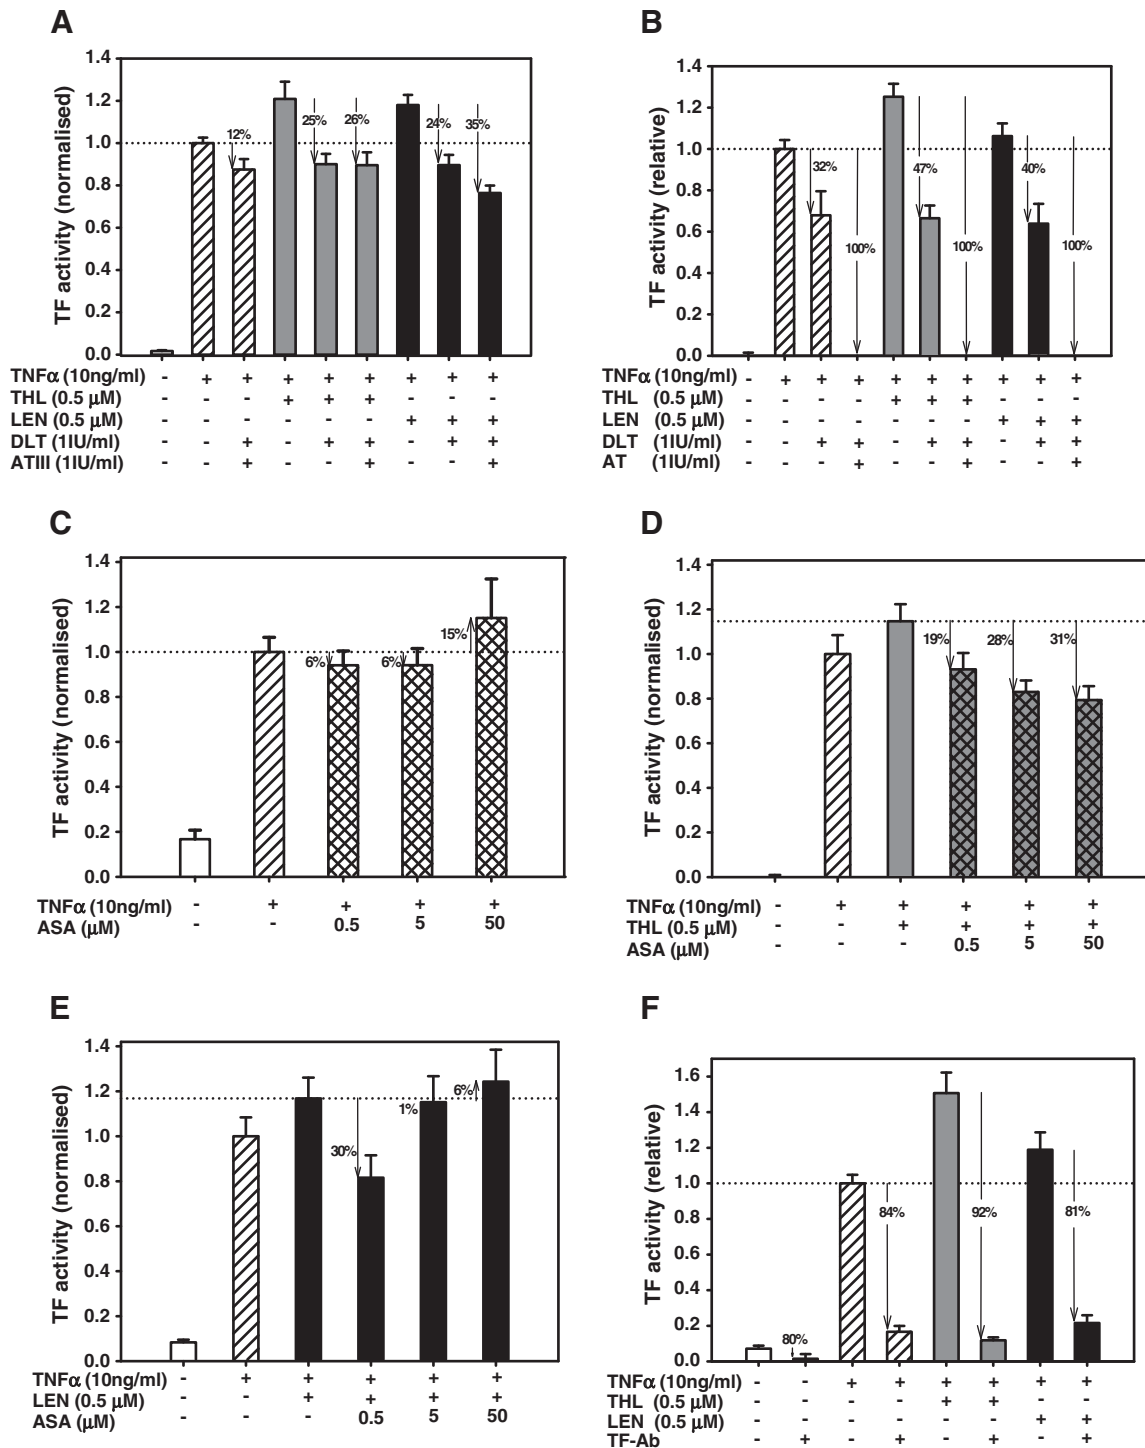 A
TF activity (normalised)
1.4
1.2
1.0
0.8
0.6
0.4
0.2
0.0
12%
25%
26%
24%
35%
TNFα (10ng/ml) - + + + + + + + +
THL (0.5 µM) - - - + + + - - -
LEN (0.5 µM) - - - - - - + + +
DLT (1IU/ml) - - + - + + - + +
ATIII (1IU/ml) - - + - - + - - +
B
TF activity (relative)
1.4
1.2
1.0
0.8
0.6
0.4
0.2
0.0
32%
100%
47%
100%
40%
100%
TNFα (10ng/ml) - + + + + + + + + +
THL (0.5 µM) - - - - + + + - - -
LEN (0.5 µM) - - - - - - - + + +
DLT (1IU/ml) - - + + - + + - + +
AT (1IU/ml) - - - + - - + - - +
C
TF activity (normalised)
1.4
1.2
1.0
0.8
0.6
0.4
0.2
0.0
6%
6%
15%
TNFα (10ng/ml) - + + + +
ASA (µM) - - 0.5 5 50
D
TF activity (normalised)
1.4
1.2
1.0
0.8
0.6
0.4
0.2
0.0
19%
28%
31%
TNFα (10ng/ml) - + + + + +
THL (0.5 µM) - - + + + +
ASA (µM) - - - 0.5 5 50
E
TF activity (normalised)
1.4
1.2
1.0
0.8
0.6
0.4
0.2
0.0
30%
1%
6%
TNFα (10ng/ml) - + + + + +
LEN (0.5 µM) - - + + + +
ASA (µM) - - - 0.5 5 50
F
TF activity (relative)
1.6
1.4
1.2
1.0
0.8
0.6
0.4
0.2
0.0
80%
84%
92%
81%
TNFα (10ng/ml) - - + + + + + +
THL (0.5 µM) - - - - + + - -
LEN (0.5 µM) - - - - - - + +
TF-Ab - + - + - + - +